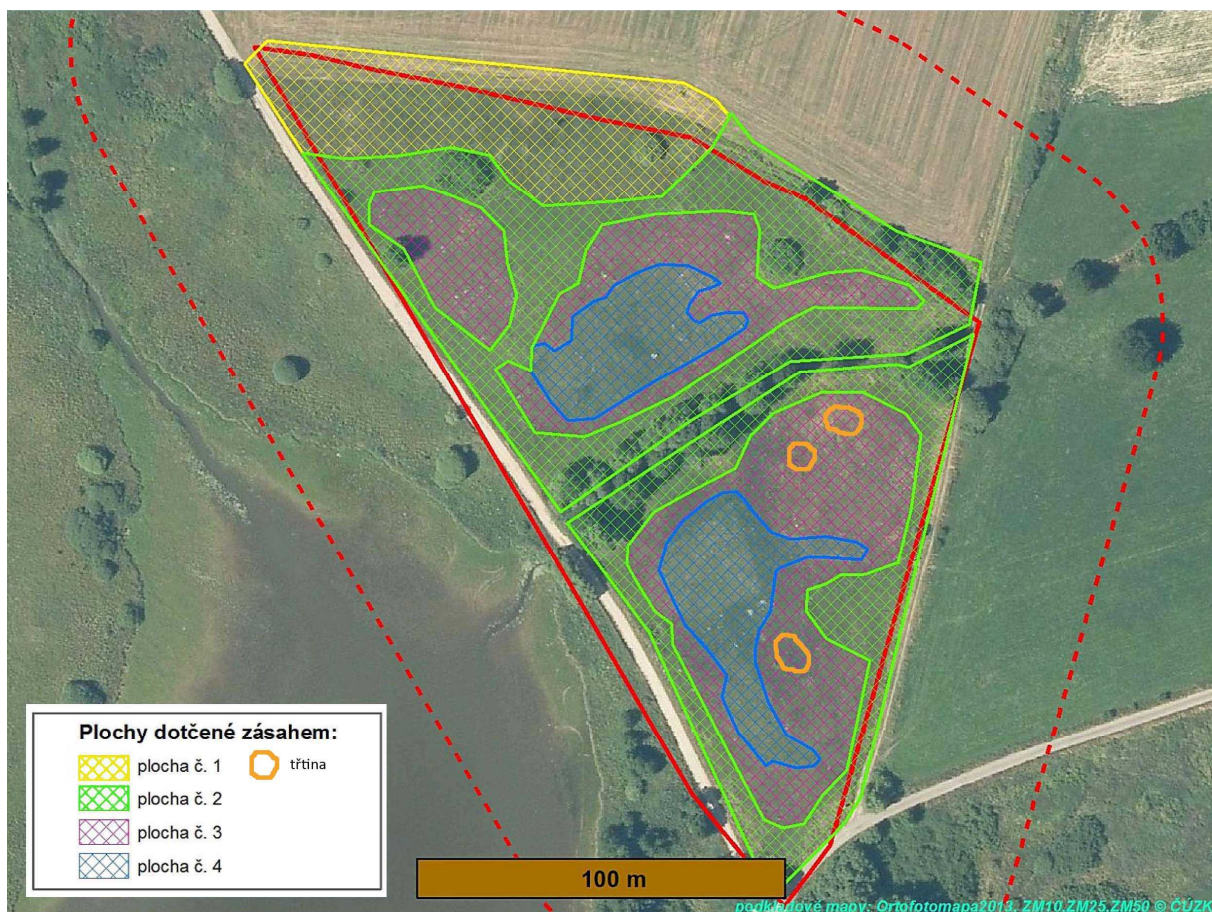 Plochy dotčené zásahem:
plocha č. 1
třtina
plocha č. 2
plocha č. 3
plocha č. 4
100 m
podkladové mapy: Ortofotomapa2013, ZM10,ZM25,ZM50 © ČÚZK